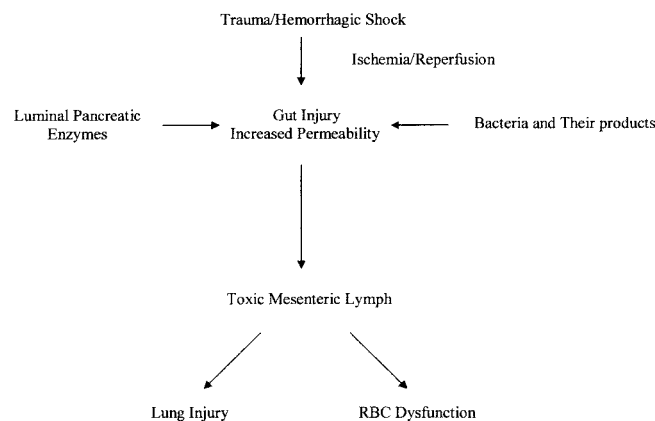 Trauma/Hemorrhagic Shock
Ischemia/Reperfusion
Luminal Pancreatic
Enzymes
Gut Injury
Increased Permeability
Bacteria and Their products
Toxic Mesenteric Lymph
Lung Injury
RBC Dysfunction